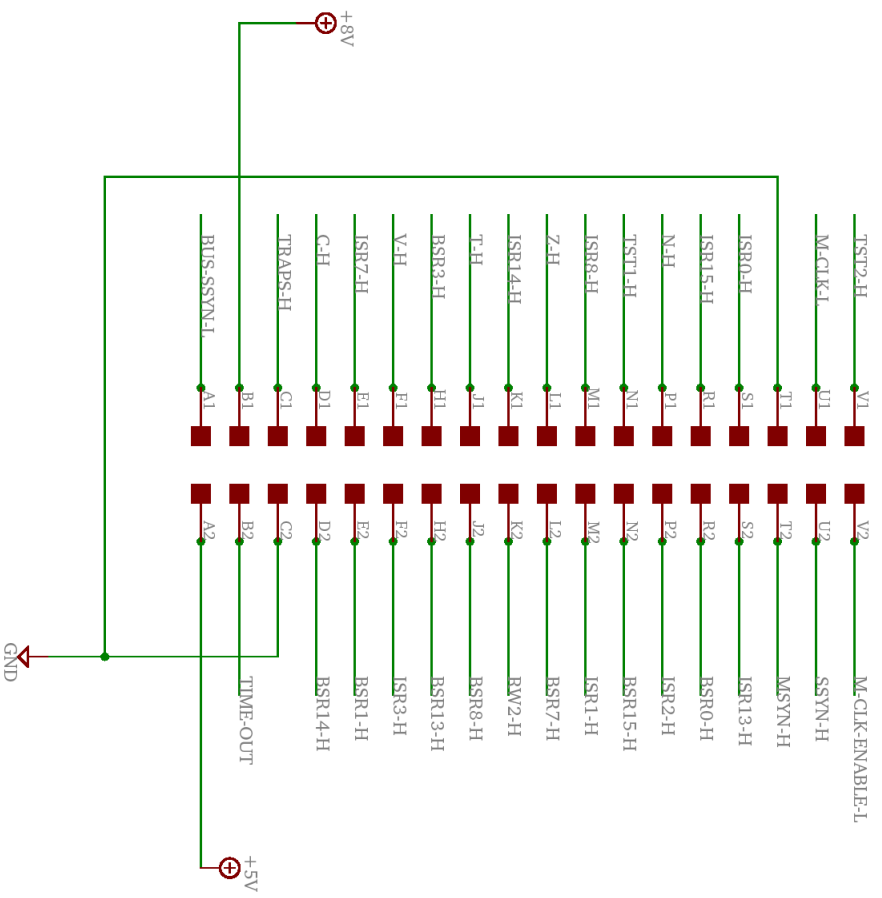 TST2-H V1 V2 M-CLK-ENABLE-L
M-CLK-L U1 U2 SSYN-H
T1 T2 MSYN-H
ISR0-H S1 S2 ISR13-H
ISR15-H R1 R2 BSR0-H
N-H P1 P2 ISR2-H
TST1-H N1 N2 BSR15-H
ISR8-H M1 M2 ISR1-H
Z-H L1 L2 BSR7-H
ISR14-H K1 K2 RW2-H
T-H J1 J2 BSR8-H
BSR3-H H1 H2 BSR13-H
V-H F1 F2 ISR3-H
ISR7-H E1 E2 BSR1-H
+8V
C-H D1 D2 BSR14-H
TRAPS-H C1 C2
+5V
B1 B2 TIME-OUT
BUS-SSYN-L A1 A2
GND